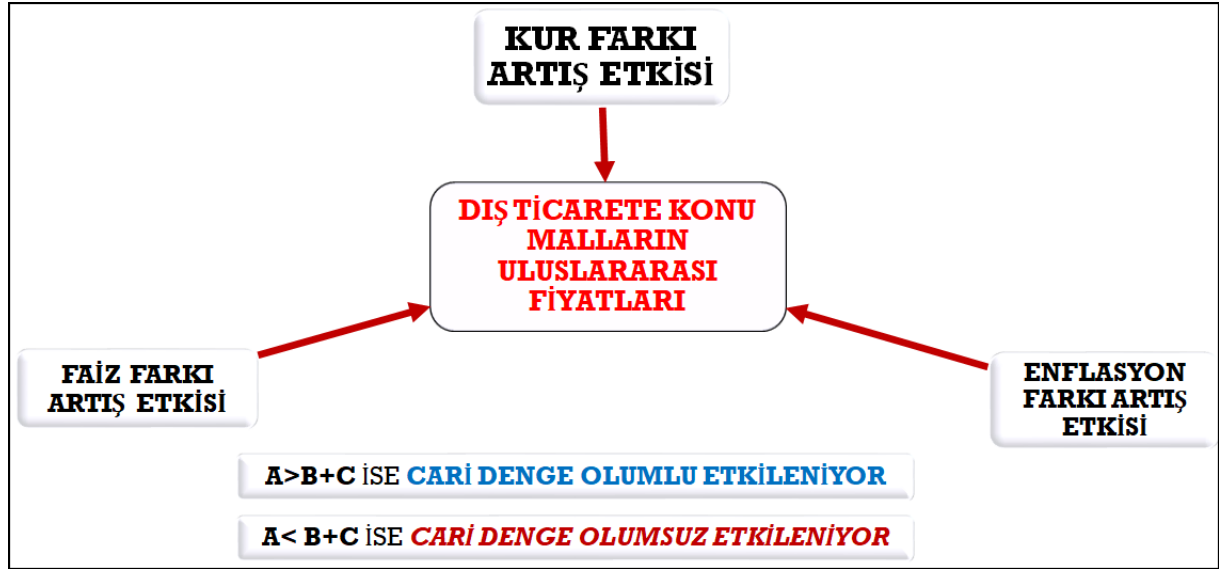 KUR FARKI
ARTIŞ ETKİSİ
DIŞ TİCARETE KONU
MALLARIN
ULUSLARARASI
FİYATLARI
FAİZ FARKI
ARTIŞ ETKİSİ
ENFLASYON
FARKI ARTIŞ
ETKİSİ
A>B+C İSE CARİ DENGE OLUMLU ETKİLENİYOR
A< B+C İSE CARİ DENGE OLUMSUZ ETKİLENİYOR